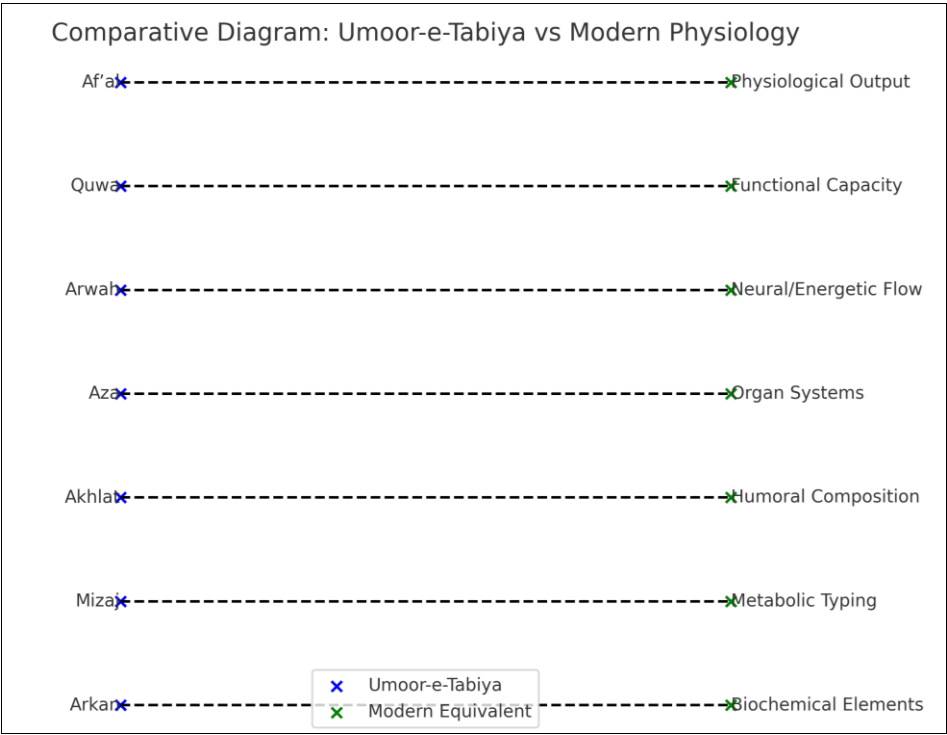 Comparative Diagram: Umoor-e-Tabiya vs Modern Physiology
Af’al Physiological Output
Quwa Functional Capacity
Arwah Neural/Energetic Flow
Aza Organ Systems
Akhlat Humoral Composition
Mizaj Metabolic Typing
Umoor-e-Tabiya
Arkan Biochemical Elements
Modern Equivalent